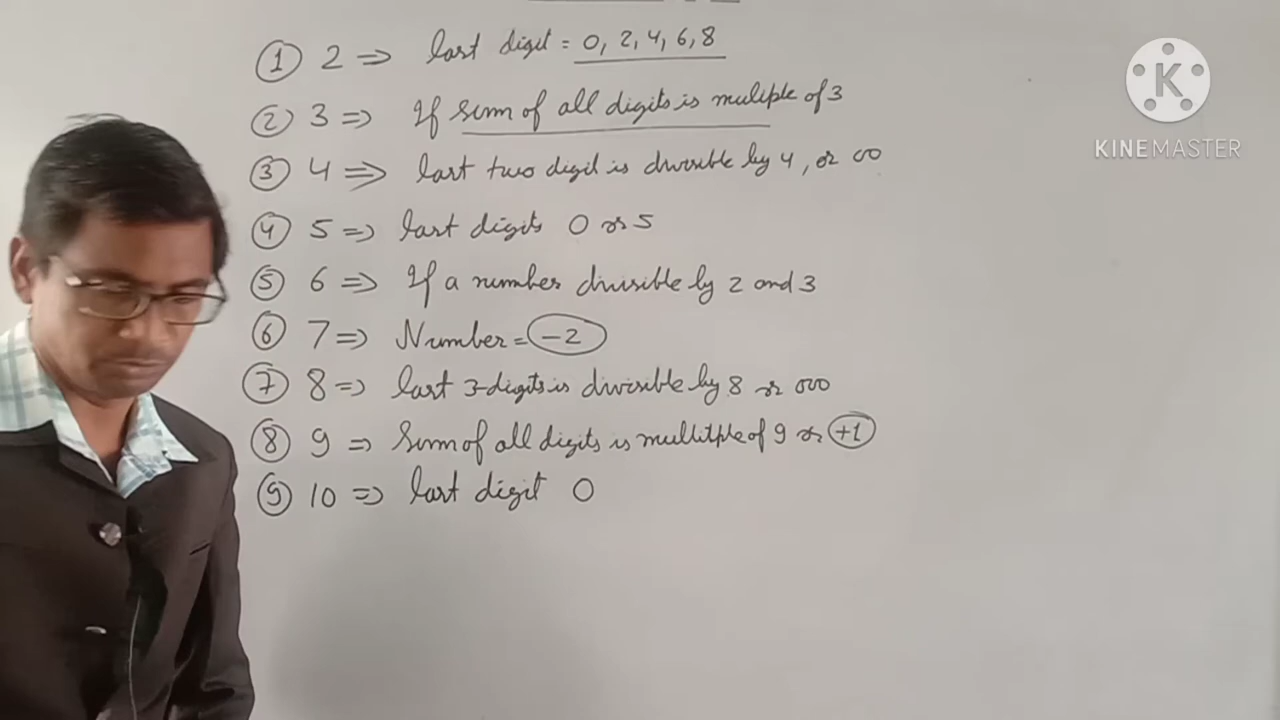 ① 2 => last digit = 0, 2, 4, 6, 8
② 3 => If sum of all digits is muliple of 3
③ 4 => last two digit is divisible by 4, or 00
④ 5 => last digits 0 or 5
⑤ 6 => If a number divisible by 2 and 3
⑥ 7 => Number = -2
⑦ 8 => last 3-digits is divisible by 8 or 000
⑧ 9 => Sum of all digits is mullitple of 9 or +1
⑨ 10 => last digit 0
K
KINEMASTER